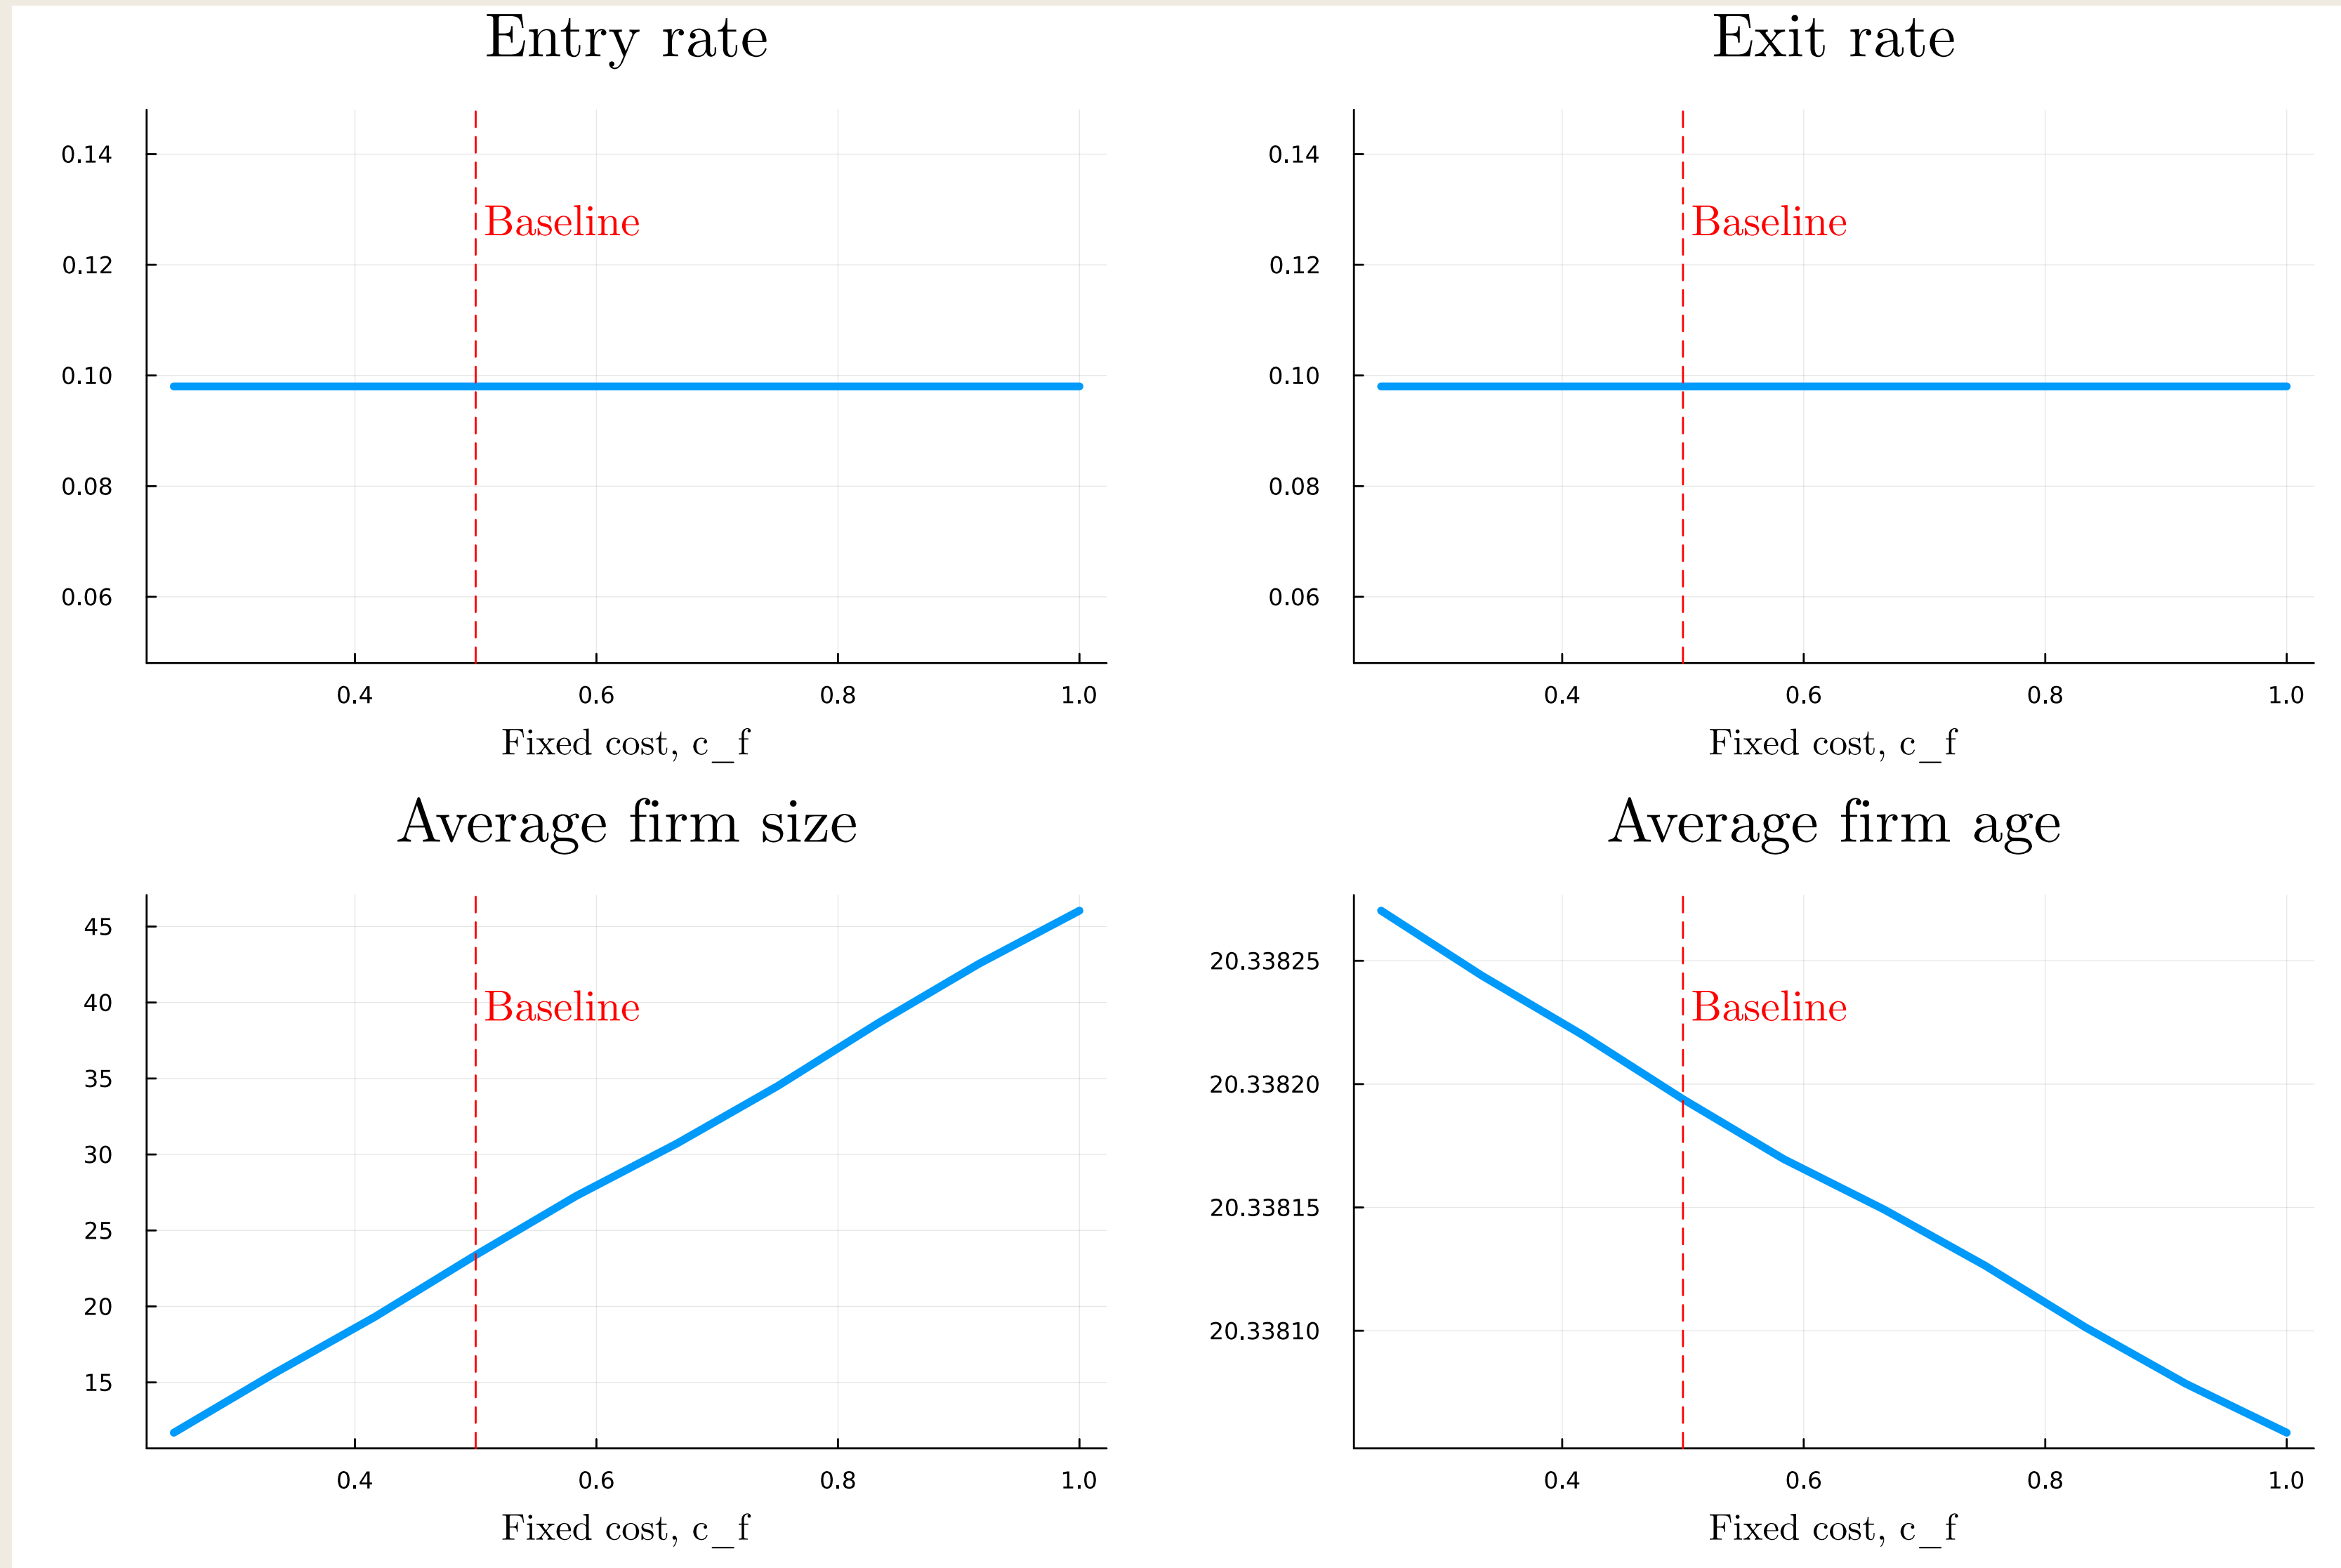 Entry rate
0.14
0.12
0.10
0.08
0.06
Baseline
0.4 0.6 0.8 1.0
Fixed cost, c_f
Exit rate
0.14
0.12
0.10
0.08
0.06
Baseline
0.4 0.6 0.8 1.0
Fixed cost, c_f
Average firm size
45
40
35
30
25
20
15
Baseline
0.4 0.6 0.8 1.0
Fixed cost, c_f
Average firm age
20.33825
20.33820
20.33815
20.33810
Baseline
0.4 0.6 0.8 1.0
Fixed cost, c_f